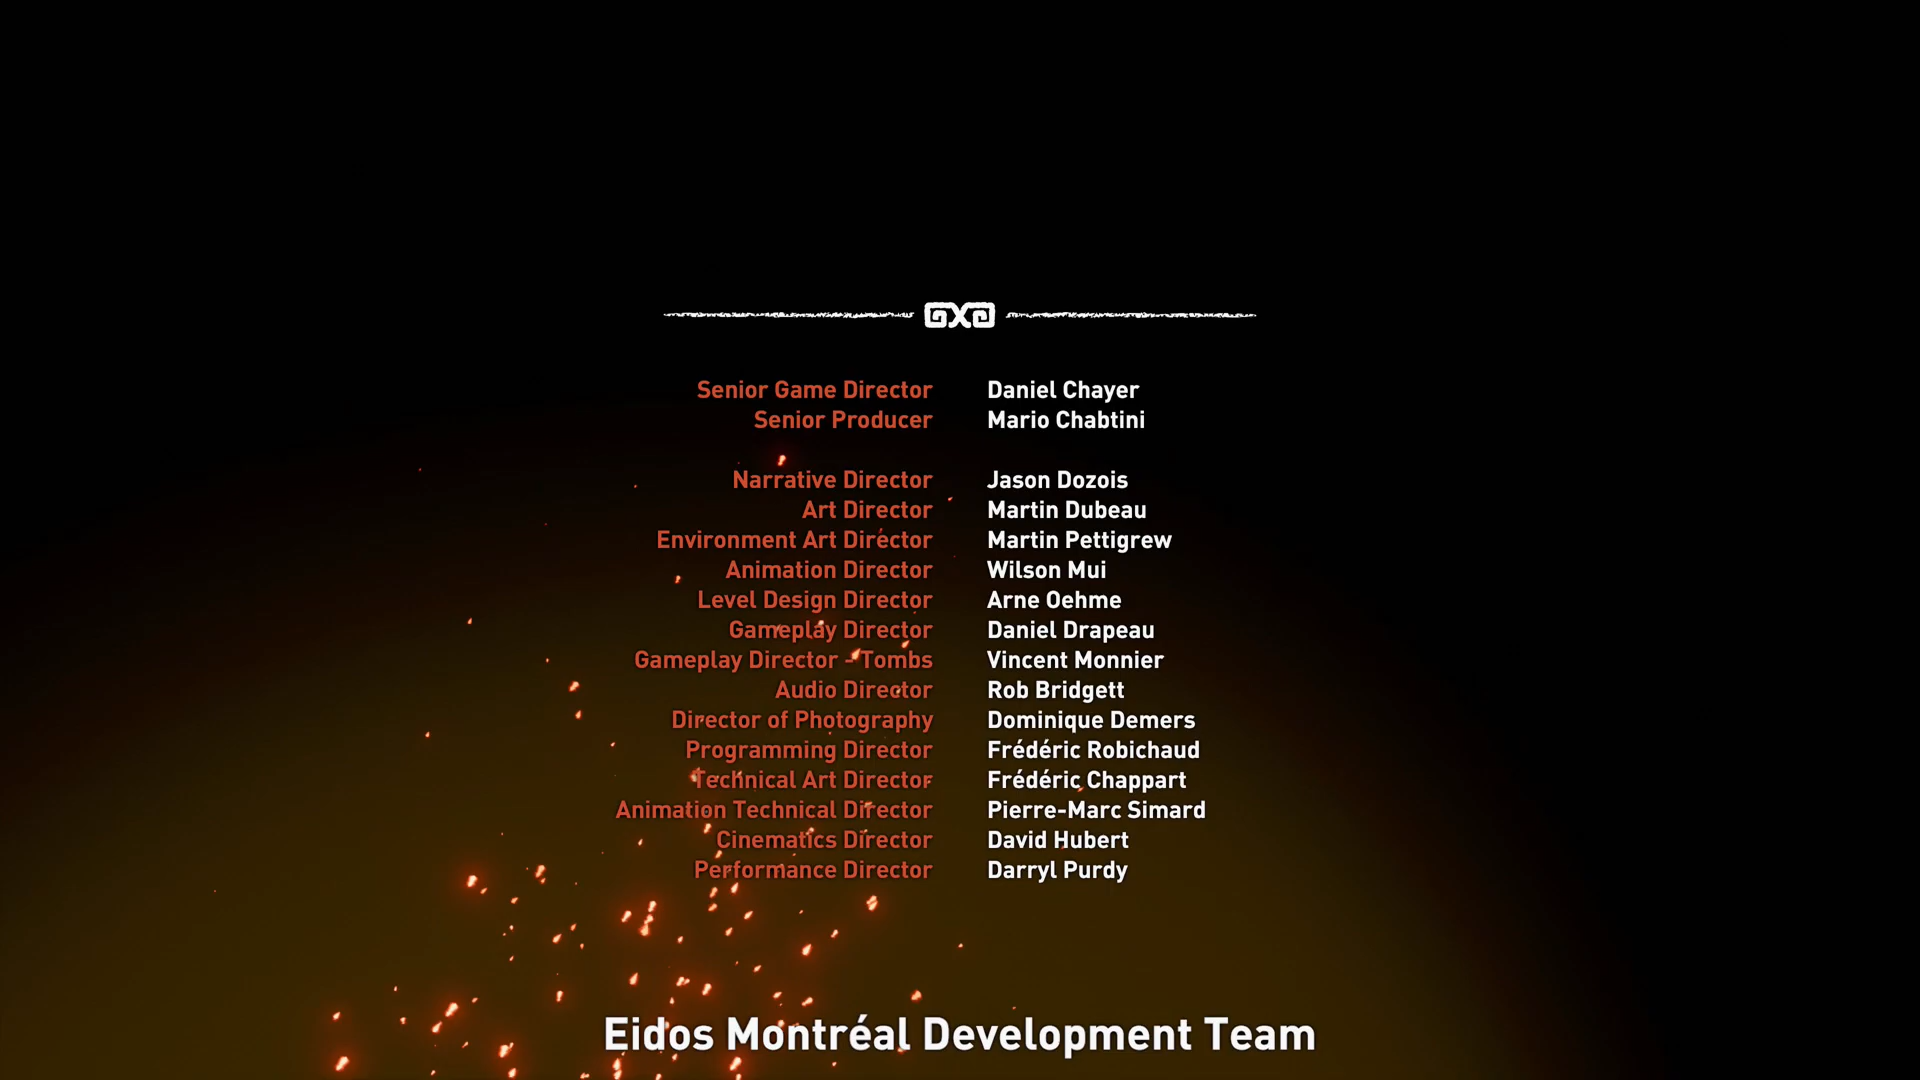 Senior Game Director Daniel Chayer
Senior Producer Mario Chabtini
Narrative Director Jason Dozois
Art Director Martin Dubeau
Environment Art Director Martin Pettigrew
Animation Director Wilson Mui
Level Design Director Arne Oehme
Gameplay Director Daniel Drapeau
Gameplay Director - Tombs Vincent Monnier
Audio Director Rob Bridgett
Director of Photography Dominique Demers
Programming Director Frédéric Robichaud
Technical Art Director Frédéric Chappart
Animation Technical Director Pierre-Marc Simard
Cinematics Director David Hubert
Performance Director Darryl Purdy
Eidos Montréal Development Team